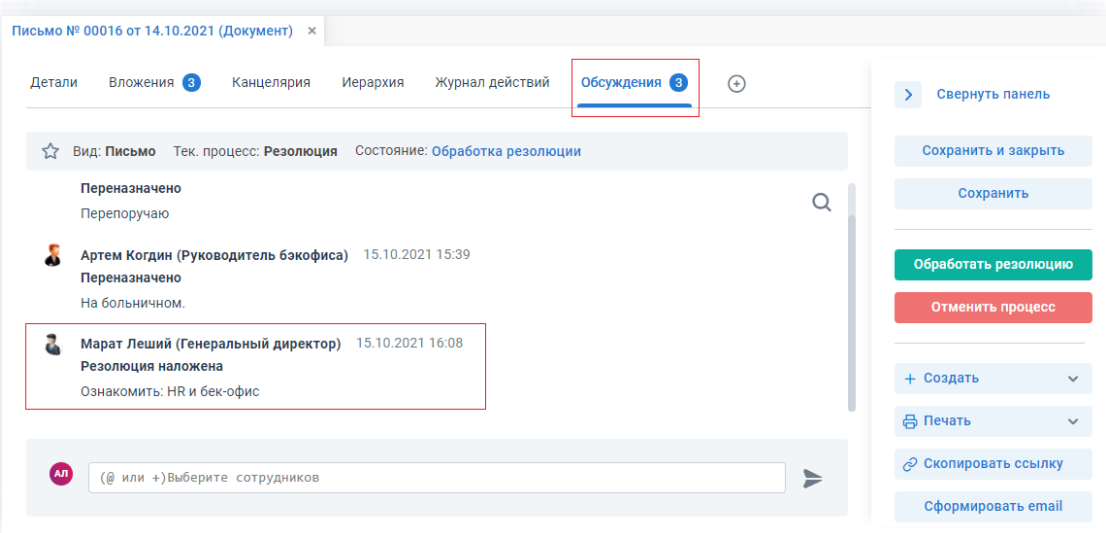 Письмо № 00016 от 14.10.2021 (Документ) ×
Детали Вложения 3 Канцелярия Иерархия Журнал действий Обсуждения 3
Вид: Письмо Тек. процесс: Резолюция Состояние: Обработка резолюции
Переназначено
Перепоручаю
Артем Когдин (Руководитель бэкофиса) 15.10.2021 15:39
Переназначено
На больничном.
Марат Леший (Генеральный директор) 15.10.2021 16:08
Резолюция наложена
Ознакомить: HR и бек-офис
АЛ (@ или +)Выберите сотрудников
Свернуть панель
Сохранить и закрыть
Сохранить
Обработать резолюцию
Отменить процесс
Создать
Печать
Скопировать ссылку
Сформировать email